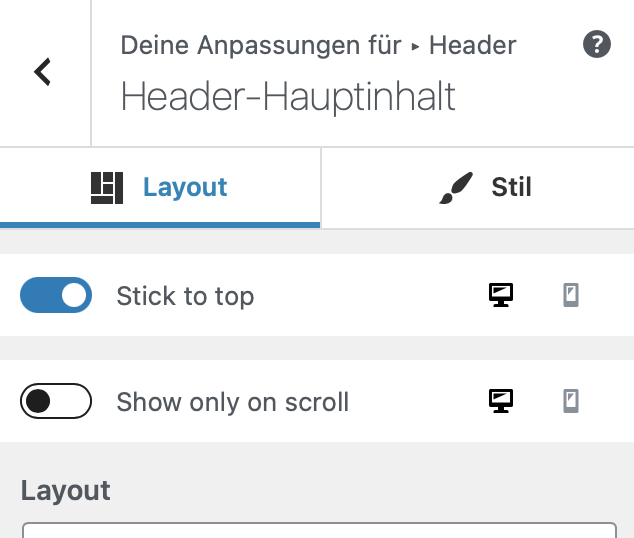 Deine Anpassungen für ▸ Header
Header-Hauptinhalt
Layout
Stil
Stick to top
Show only on scroll
Layout